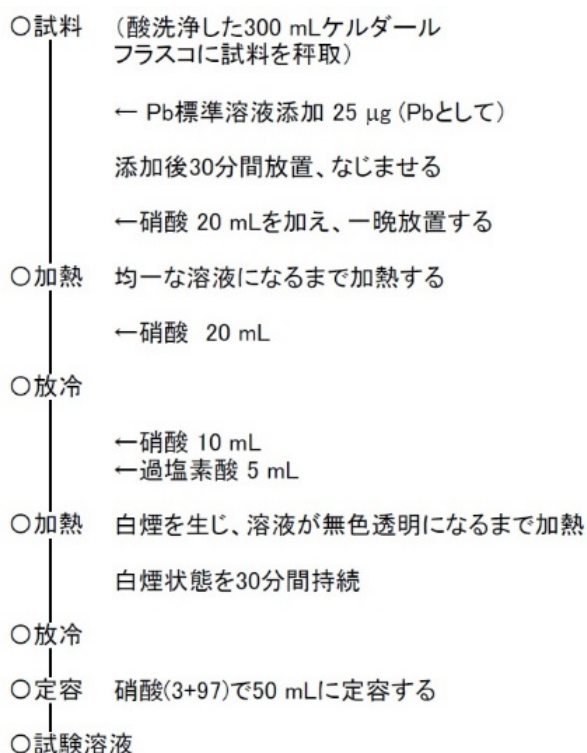 ○試料　（酸洗浄した300 mLケルダール
フラスコに試料を秤取）
← Pb標準溶液添加 25 μg (Pbとして)
添加後30分間放置、なじませる
←硝酸 20 mLを加え、一晩放置する
○加熱　均一な溶液になるまで加熱する
←硝酸 20 mL
○放冷
←硝酸 10 mL
←過塩素酸 5 mL
○加熱　白煙を生じ、溶液が無色透明になるまで加熱
白煙状態を30分間持続
○放冷
○定容　硝酸(3+97)で50 mLに定容する
○試験溶液